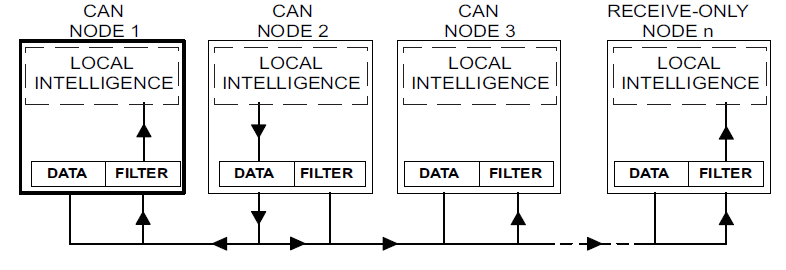 CAN
NODE 1
CAN
NODE 2
CAN
NODE 3
RECEIVE-ONLY
NODE n
LOCAL
INTELLIGENCE
LOCAL
INTELLIGENCE
LOCAL
INTELLIGENCE
LOCAL
INTELLIGENCE
DATA FILTER
DATA FILTER
DATA FILTER
DATA FILTER